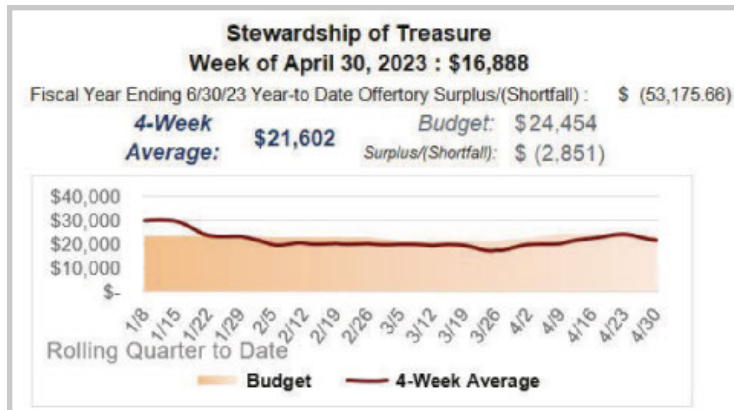 Stewardship of Treasure
Week of April 30, 2023 : $16,888
Fiscal Year Ending 6/30/23 Year-to Date Offertory Surplus/(Shortfall) : $ (53,175.66)
4-Week Average: $21,602
Budget: $24,454
Surplus/(Shortfall): $ (2,851)
$40,000
$30,000
$20,000
$10,000
$-
1/8 1/15 1/22 1/29 2/5 2/12 2/19 2/26 3/5 3/12 3/19 3/26 4/2 4/9 4/16 4/23 4/30
Rolling Quarter to Date
Budget 4-Week Average